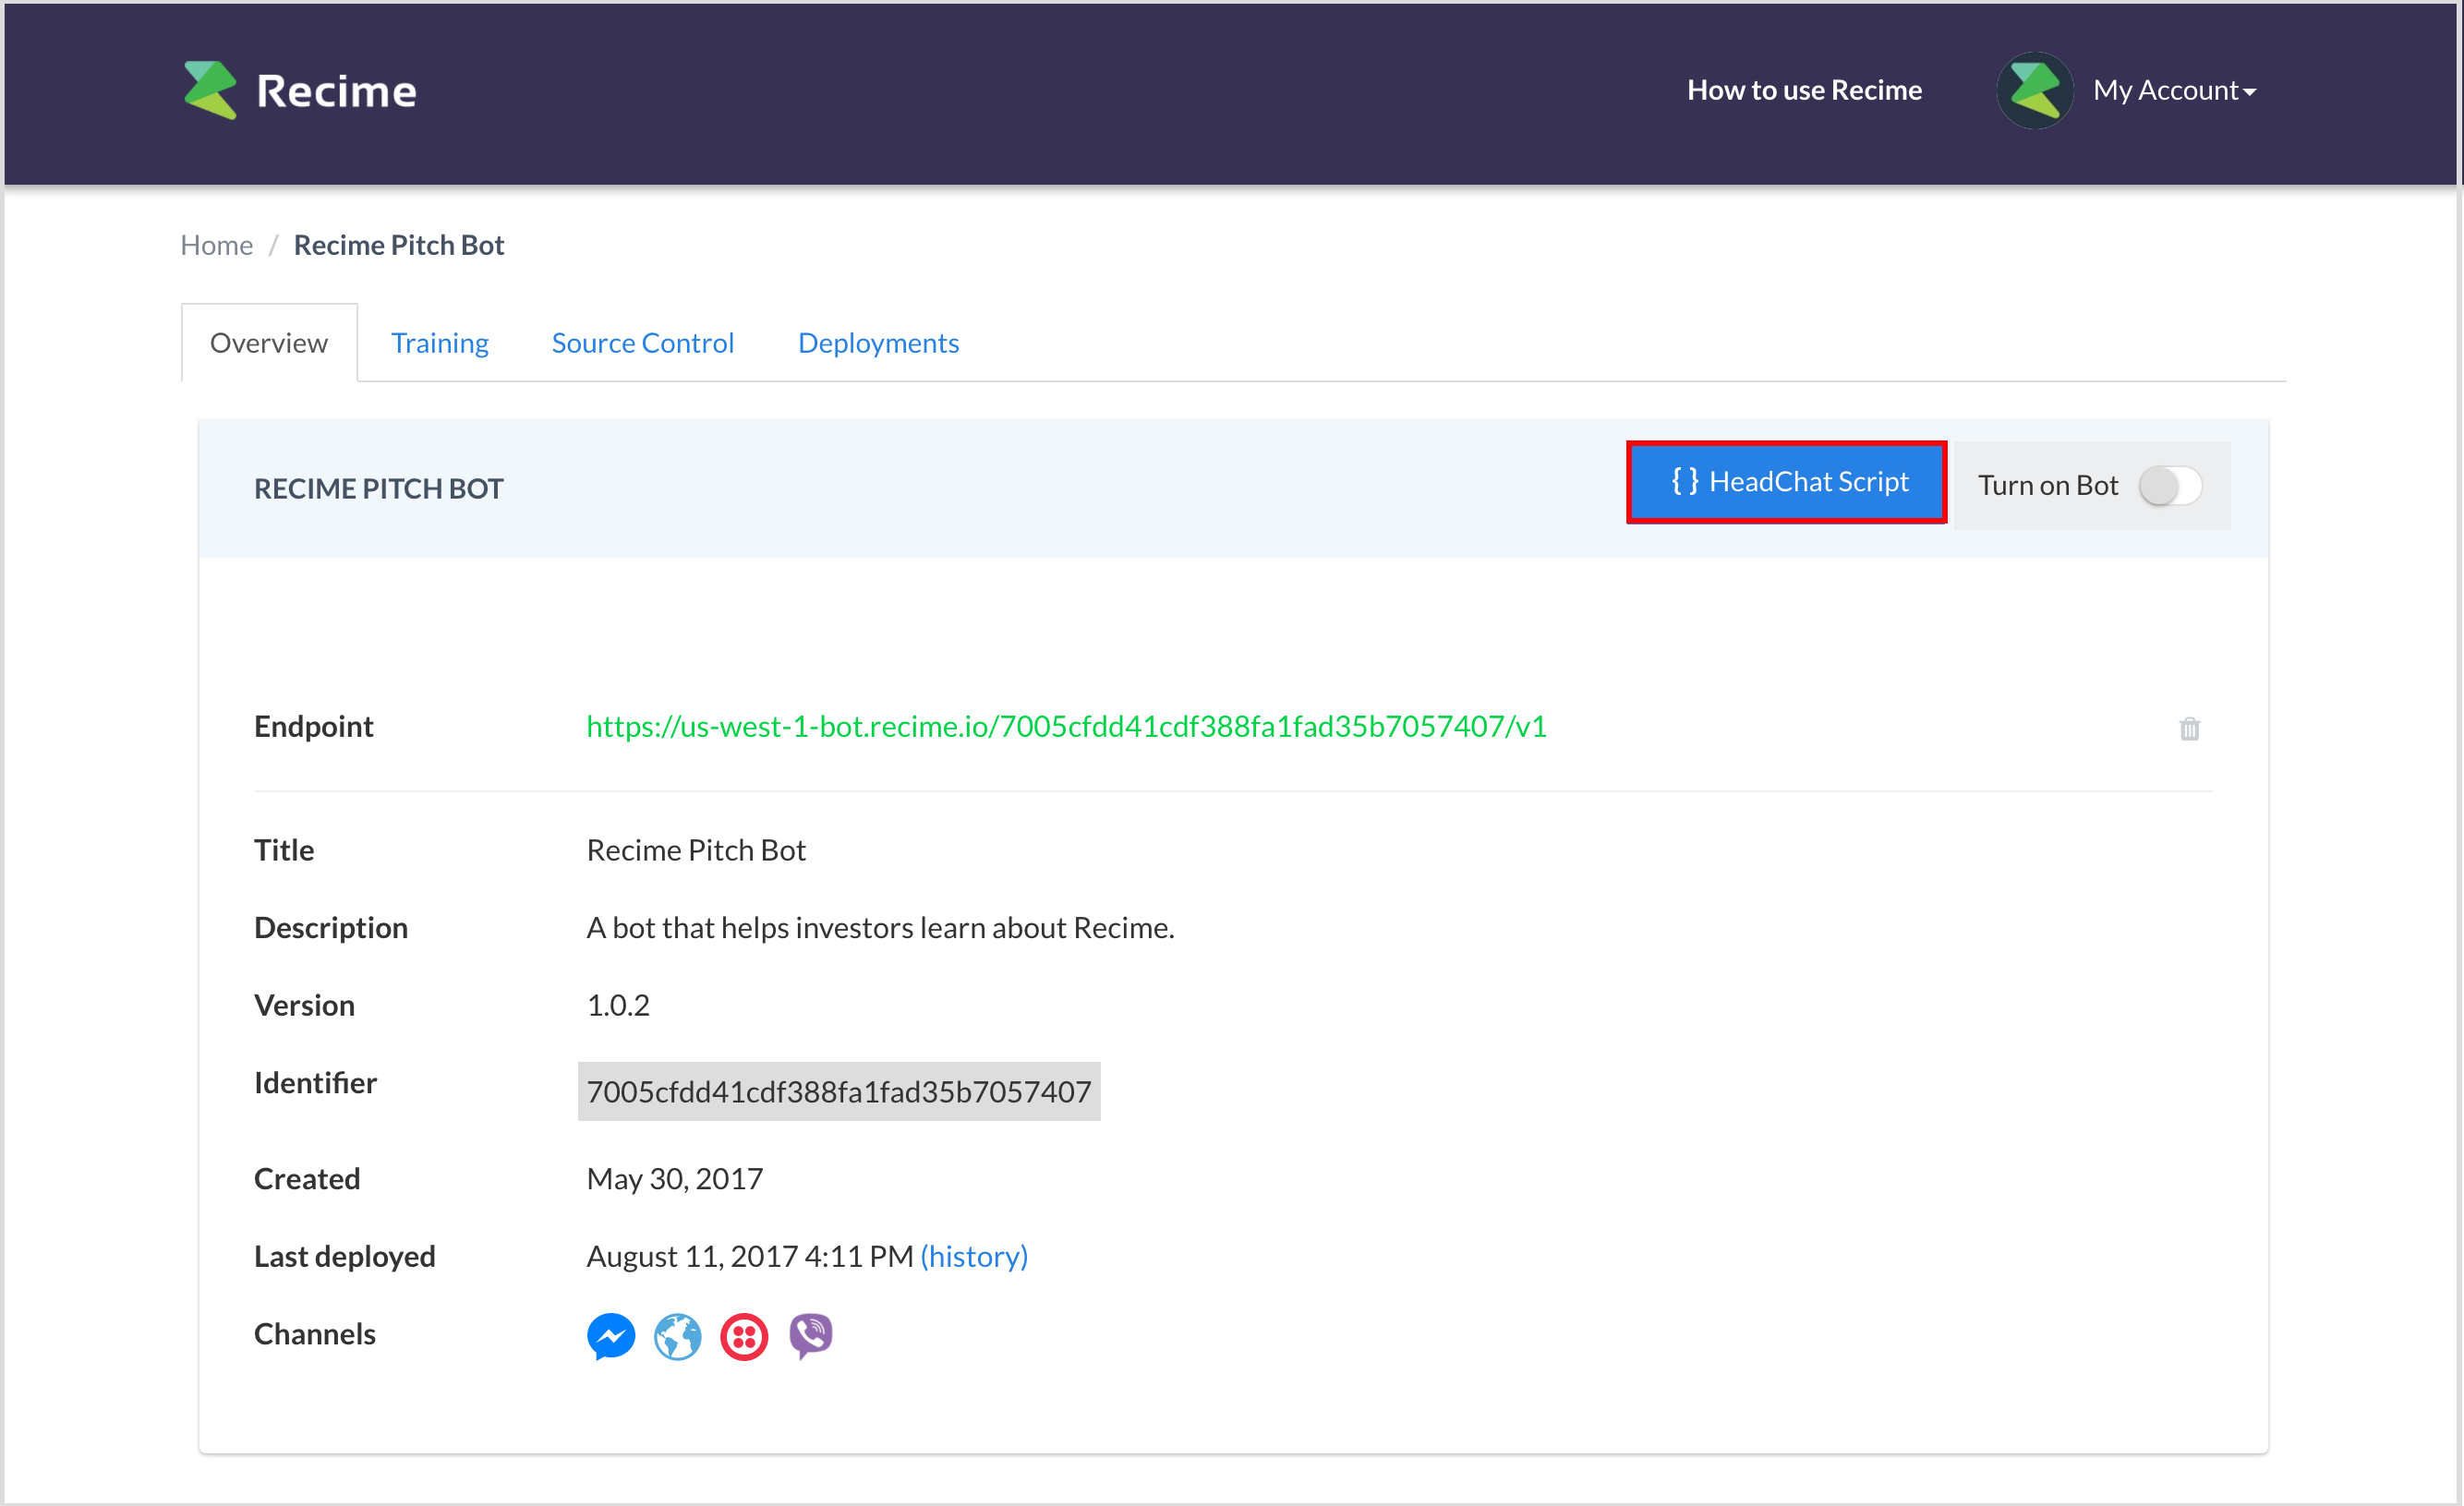 Recime
How to use Recime
My Account
Home / Recime Pitch Bot
Overview
Training
Source Control
Deployments
RECIME PITCH BOT
{ } HeadChat Script
Turn on Bot
Endpoint
https://us-west-1-bot.recime.io/7005cfdd41cdf388fa1fad35b7057407/v1
Title
Recime Pitch Bot
Description
A bot that helps investors learn about Recime.
Version
1.0.2
Identifier
7005cfdd41cdf388fa1fad35b7057407
Created
May 30, 2017
Last deployed
August 11, 2017 4:11 PM (history)
Channels